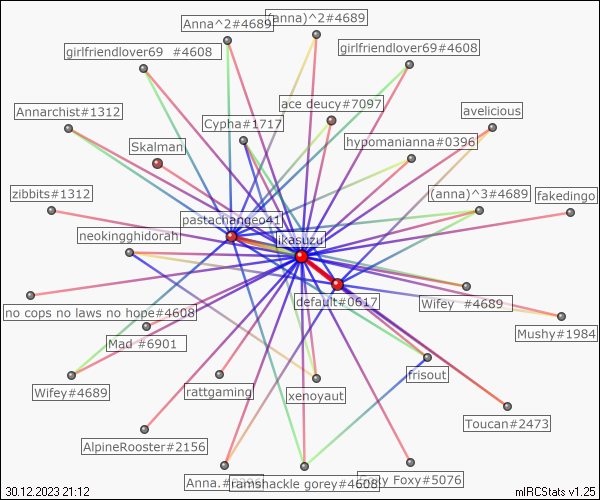 Anna^2#4689
(anna)^2#4689
girlfriendlover69 #4608
girlfriendlover69#4608
ace deucy#7097
Annarchist#1312
Cypha#1717
avelicious
Skalman
hypomanianna#0396
zibbits#1312
(anna)^3#4689
fakedingo
pastachangeo41
neokingghidorah
ikasuzu
default#0617
no cops no laws no hope#4608
Wifey #4689
Mushy#1984
Mad #6901
frisout
Wifey#4689
rattgaming
xenoyaut
Toucan#2473
AlpineRooster#2156
Anna.
ramshackle gorey#4608
Foxy#5076
30.12.2023 21:12
mIRCStats v1.25